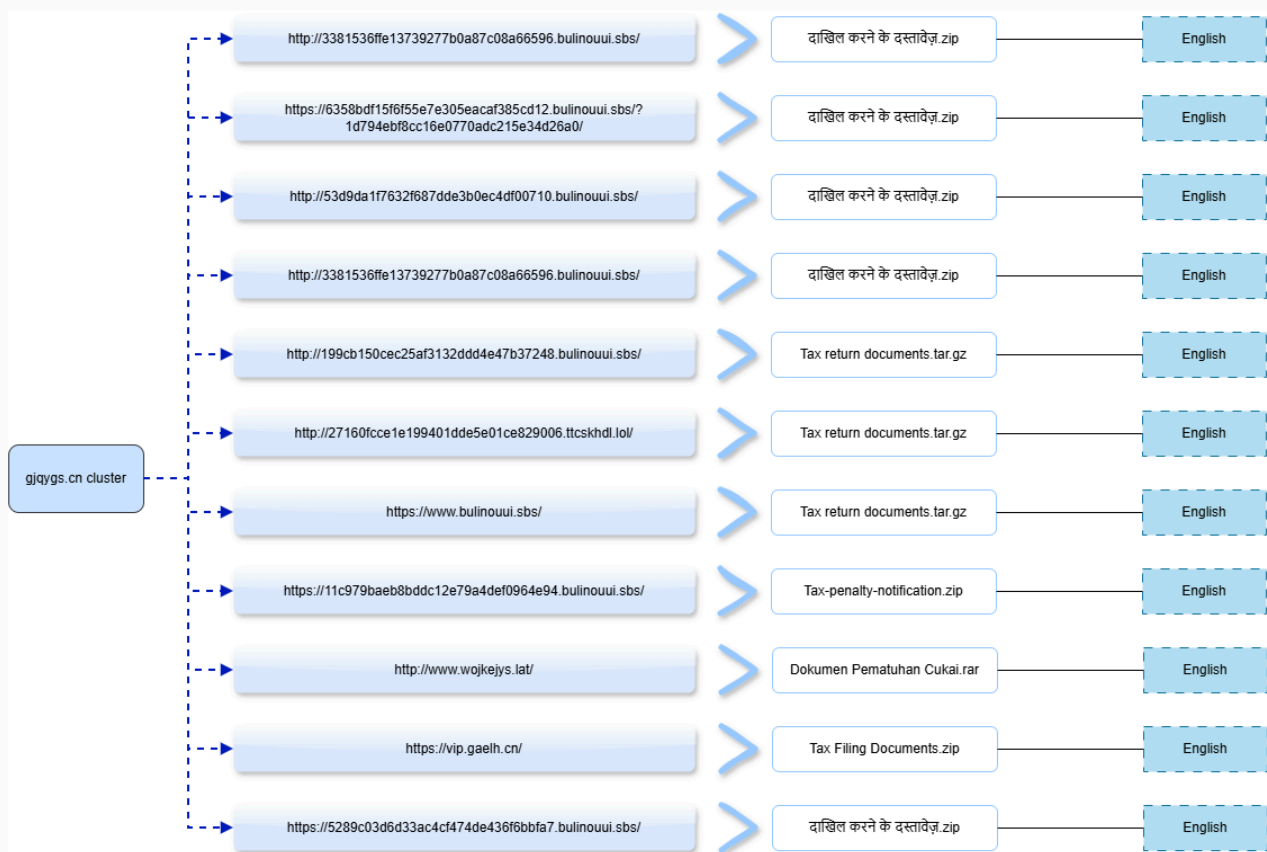 http://3381536ffe13739277b0a87c08a66596.bulinouui.sbs/
दाखिल करने के दस्तावेज़.zip
English
https://6358bdf15f6f55e7e305eacaf385cd12.bulinouui.sbs/?
1d794ebf8cc16e0770adc215e34d26a0/
दाखिल करने के दस्तावेज़.zip
English
http://53d9da1f7632f687dde3b0ec4df00710.bulinouui.sbs/
दाखिल करने के दस्तावेज़.zip
English
http://3381536ffe13739277b0a87c08a66596.bulinouui.sbs/
दाखिल करने के दस्तावेज़.zip
English
http://199cb150cec25af3132ddd4e47b37248.bulinouui.sbs/
Tax return documents.tar.gz
English
http://27160fcce1e199401dde5e01ce829006.ttcskhdl.lol/
Tax return documents.tar.gz
English
gjqygs.cn cluster
https://www.bulinouui.sbs/
Tax return documents.tar.gz
English
https://11c979baeb8bddc12e79a4def0964e94.bulinouui.sbs/
Tax-penalty-notification.zip
English
http://www.wojkejys.lat/
Dokumen Pematuhan Cukai.rar
English
https://vip.gaelh.cn/
Tax Filing Documents.zip
English
https://5289c03d6d33ac4cf474de436f6bbfa7.bulinouui.sbs/
दाखिल करने के दस्तावेज़.zip
English